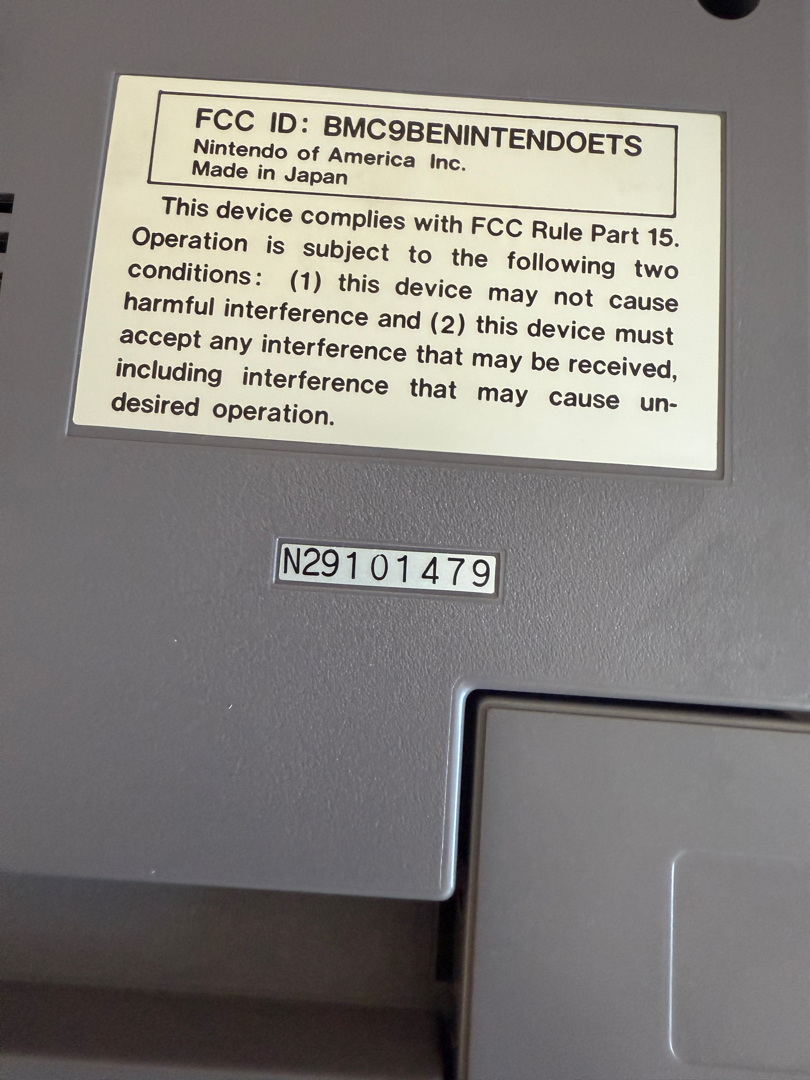 FCC ID: BMC9BENINTENDOETS
Nintendo of America Inc.
Made in Japan
This device complies with FCC Rule Part 15.
Operation is subject to the following two
conditions: (1) this device may not cause
harmful interference and (2) this device must
accept any interference that may be received,
including interference that may cause un-
desired operation.
N29101479